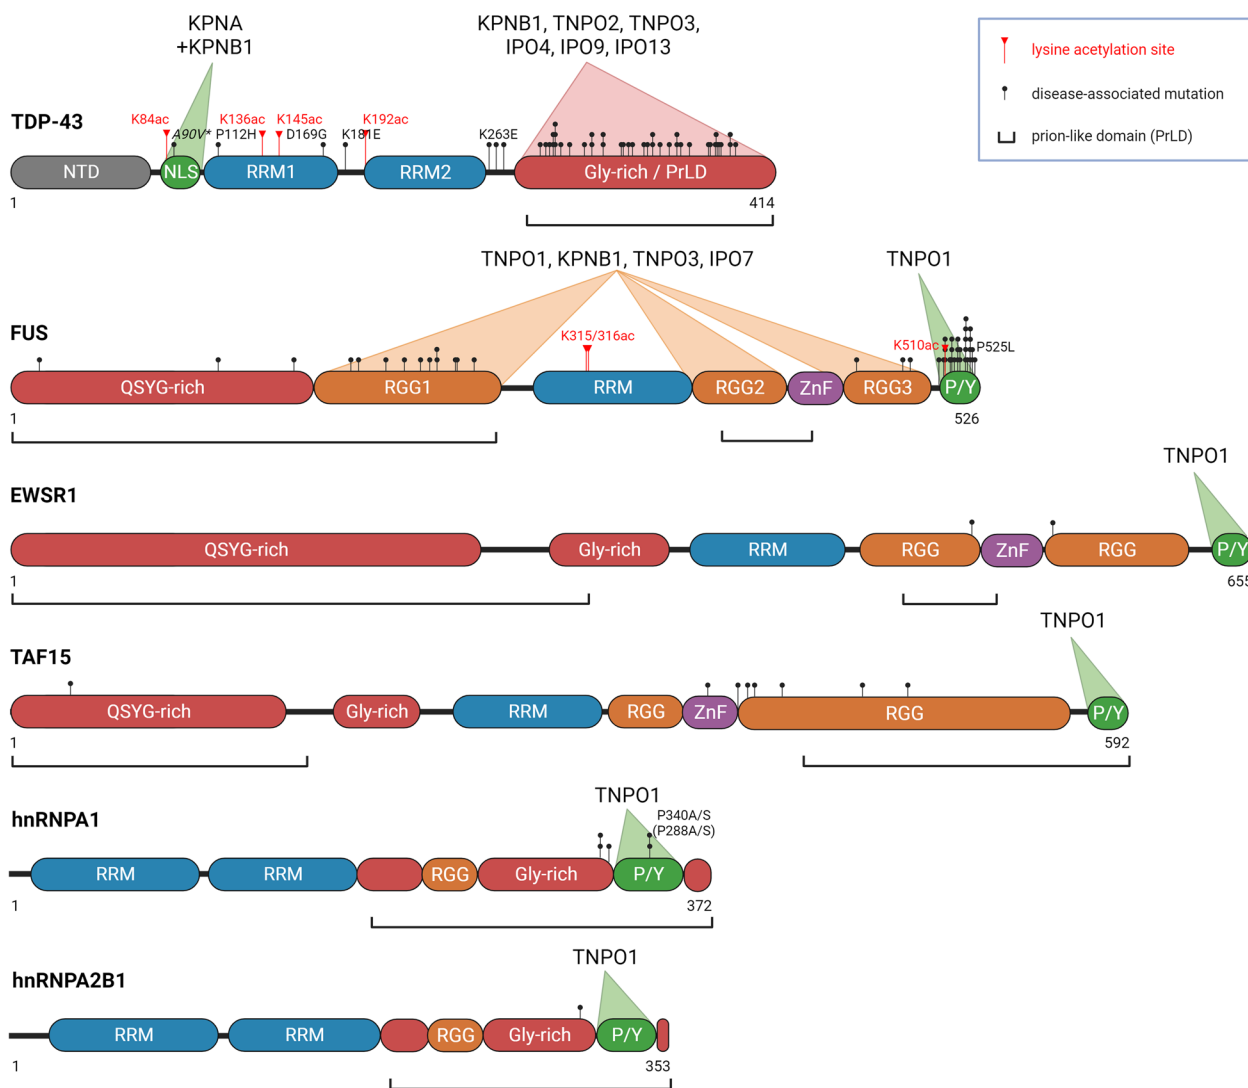 KPNA
+KPNB1
KPNB1, TNPO2, TNPO3,
IPO4, IPO9, IPO13
lysine acetylation site
disease-associated mutation
prion-like domain (PrLD)
TDP-43
K84ac
A90V*
P112H
K136ac
K145ac
D169G
K181E
K192ac
K263E
NTD
NLS
RRM1
RRM2
Gly-rich / PrLD
1
414
TNPO1, KPNB1, TNPO3, IPO7
TNPO1
FUS
K315/316ac
K510ac
P525L
QSYG-rich
RGG1
RRM
RGG2
ZnF
RGG3
P/Y
1
526
TNPO1
EWSR1
QSYG-rich
Gly-rich
RRM
RGG
ZnF
RGG
P/Y
1
655
TNPO1
TAF15
QSYG-rich
Gly-rich
RRM
RGG
ZnF
RGG
P/Y
1
592
TNPO1
hnRNPA1
P340A/S
(P288A/S)
RRM
RRM
RGG
Gly-rich
P/Y
1
372
TNPO1
hnRNPA2B1
RRM
RRM
RGG
Gly-rich
P/Y
1
353